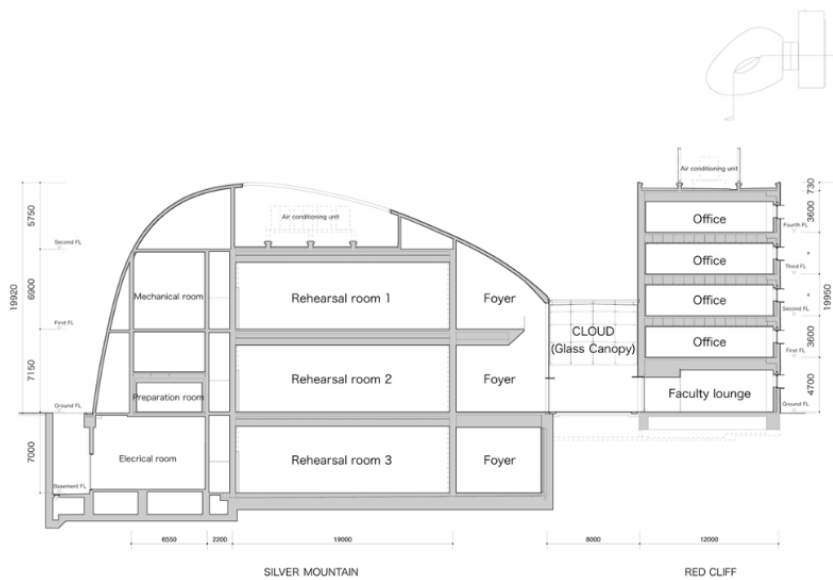 Air conditioning unit
730
5750
Air conditioning unit
Office
3600
Fourth FL
Second FL
Office
*
Third FL
19920
6900
Mechanical room
Rehearsal room 1
Foyer
Office
*
19950
Second FL
First FL
CLOUD
(Glass Canopy)
Office
3600
First FL
7150
Preparation room
Rehearsal room 2
Foyer
Faculty lounge
4700
Ground FL
Ground FL
7000
Elecrical room
Rehearsal room 3
Foyer
Basement FL
6550
2200
19000
8000
12000
SILVER MOUNTAIN
RED CLIFF